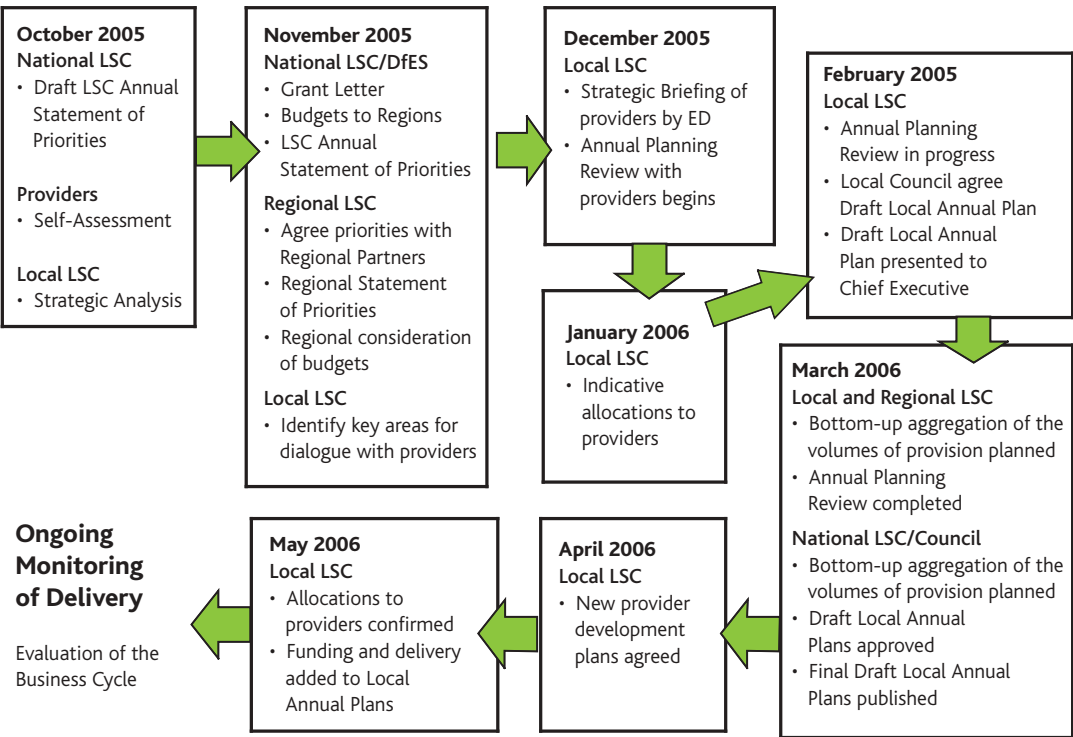 October 2005
National LSC
• Draft LSC Annual
Statement of
Priorities
Providers
• Self-Assessment
Local LSC
• Strategic Analysis
November 2005
National LSC/DfES
• Grant Letter
• Budgets to Regions
• LSC Annual
Statement of Priorities
Regional LSC
• Agree priorities with
Regional Partners
• Regional Statement
of Priorities
• Regional consideration
of budgets
Local LSC
• Identify key areas for
dialogue with providers
December 2005
Local LSC
• Strategic Briefing of
providers by ED
• Annual Planning
Review with
providers begins
January 2006
Local LSC
• Indicative
allocations to
providers
February 2005
Local LSC
• Annual Planning
Review in progress
• Local Council agree
Draft Local Annual Plan
• Draft Local Annual
Plan presented to
Chief Executive
March 2006
Local and Regional LSC
• Bottom-up aggregation of the
volumes of provision planned
• Annual Planning
Review completed
National LSC/Council
• Bottom-up aggregation of the
volumes of provision planned
• Draft Local Annual
Plans approved
• Final Draft Local Annual
Plans published
April 2006
Local LSC
• New provider
development
plans agreed
May 2006
Local LSC
• Allocations to
providers confirmed
• Funding and delivery
added to Local
Annual Plans
Ongoing
Monitoring
of Delivery
Evaluation of the
Business Cycle